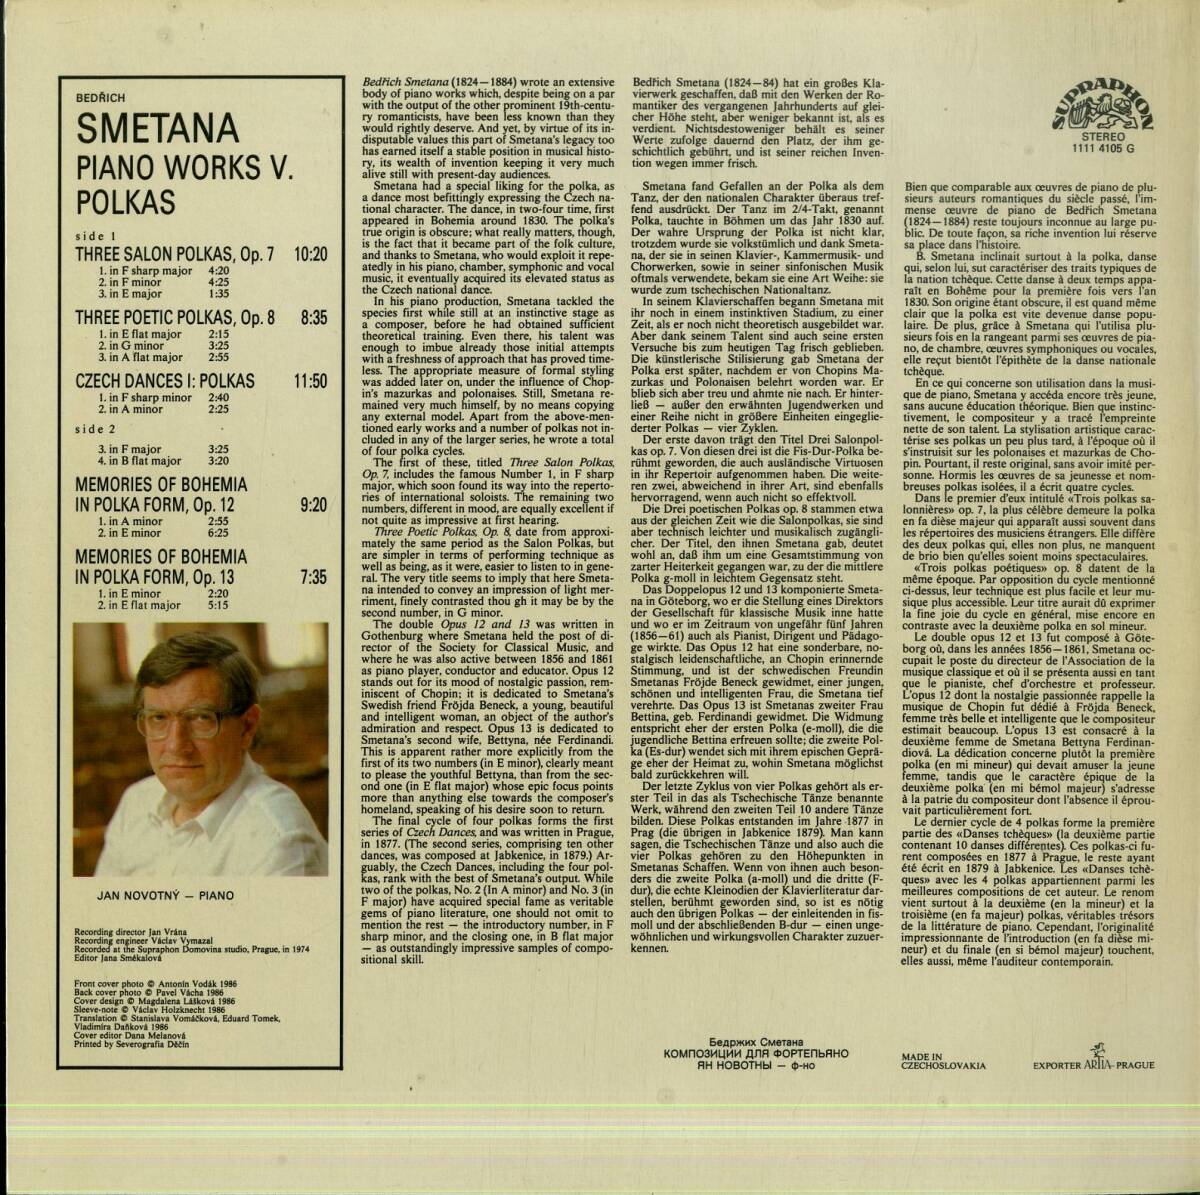 BEDŘICH
SMETANA
PIANO WORKS V.
POLKAS
side 1
THREE SALON POLKAS, Op. 7 10:20
1. in F sharp major 4:20
2. in F minor 4:25
3. in E major 1:35
THREE POETIC POLKAS, Op. 8 8:35
1. in E flat major 2:15
2. in G minor 3:25
3. in A flat major 2:55
CZECH DANCES I: POLKAS 11:50
1. in F sharp minor 2:40
2. in A minor 2:25
side 2
3. in F major 3:25
4. in B flat major 3:20
MEMORIES OF BOHEMIA
IN POLKA FORM, Op. 12 9:20
1. in A minor 2:55
2. in E minor 6:25
MEMORIES OF BOHEMIA
IN POLKA FORM, Op. 13 7:35
1. in E minor 2:20
2. in E flat major 5:15
JAN NOVOTNÝ — PIANO
Recording director Jan Vrána
Recording engineer Václav Vymazal
Recorded at the Supraphon Domovina studio, Prague, in 1974
Editor Jana Smékalová
Front cover photo © Antonín Vodák 1986
Back cover photo © Pavel Vácha 1986
Cover design © Magdalena Lášková 1986
Sleeve-note © Václav Holzknecht 1986
Translation © Stanislava Vomáčková, Eduard Tomek,
Vladimíra Daňková 1986
Cover editor Dana Melanová
Printed by Severografia Děčín
Bedřich Smetana (1824—1884) wrote an extensive
body of piano works which, despite being on a par
with the output of the other prominent 19th-centu-
ry romanticists, have been less known than they
would rightly deserve. And yet, by virtue of its in-
disputable values this part of Smetana's legacy too
has earned itself a stable position in musical histo-
ry, its wealth of invention keeping it very much
alive still with present-day audiences.
Smetana had a special liking for the polka, as
a dance most befittingly expressing the Czech na-
tional character. The dance, in two-four time, first
appeared in Bohemia around 1830. The polka's
true origin is obscure; what really matters, though,
is the fact that it became part of the folk culture,
and thanks to Smetana, who would exploit it repe-
atedly in his piano, chamber, symphonic and vocal
music, it eventually acquired its elevated status as
the Czech national dance.
In his piano production, Smetana tackled the
species first while still at an instinctive stage as
a composer, before he had obtained sufficient
theoretical training. Even there, his talent was
enough to imbue already those initial attempts
with a freshness of approach that has proved time-
less. The appropriate measure of formal styling
was added later on, under the influence of Chop-
in's mazurkas and polonaises. Still, Smetana re-
mained very much himself, by no means copying
any external model. Apart from the above-men-
tioned early works and a number of polkas not in-
cluded in any of the larger series, he wrote a total
of four polka cycles.
The first of these, titled Three Salon Polkas,
Op. 7, includes the famous Number 1, in F sharp
major, which soon found its way into the reperto-
ries of international soloists. The remaining two
numbers, different in mood, are equally excellent if
not quite as impressive at first hearing.
Three Poetic Polkas, Op. 8, date from approxi-
mately the same period as the Salon Polkas, but
are simpler in terms of performing technique as
well as being, as it were, easier to listen to in gene-
ral. The very title seems to imply that here Smeta-
na intended to convey an impression of light mer-
riment, finely contrasted thou gh it may be by the
second number, in G minor.
The double Opus 12 and 13 was written in
Gothenburg where Smetana held the post of di-
rector of the Society for Classical Music, and
where he was also active between 1856 and 1861
as piano player, conductor and educator. Opus 12
stands out for its mood of nostalgic passion, rem-
iniscent of Chopin; it is dedicated to Smetana's
Swedish friend Fröjda Beneck, a young, beautiful
and intelligent woman, an object of the author's
admiration and respect. Opus 13 is dedicated to
Smetana's second wife, Bettyna, née Ferdinandi.
This is apparent rather more explicitly from the
first of its two numbers (in E minor), clearly meant
to please the youthful Bettyna, than from the sec-
ond one (in E flat major) whose epic focus points
more than anything else towards the composer's
homeland, speaking of his desire soon to return.
The final cycle of four polkas forms the first
series of Czech Dances, and was written in Prague,
in 1877. (The second series, comprising ten other
dances, was composed at Jabkenice, in 1879.) Ar-
guably, the Czech Dances, including the four pol-
kas, rank with the best of Smetana's output. While
two of the polkas, No. 2 (In A minor) and No. 3 (in
F major) have acquired special fame as veritable
gems of piano literature, one should not omit to
mention the rest — the introductory number, in F
sharp minor, and the closing one, in B flat major
— as outstandingly impressive samples of compo-
sitional skill.
Bedřich Smetana (1824—84) hat ein großes Kla-
vierwerk geschaffen, daß mit den Werken der Ro-
mantiker des vergangenen Jahrhunderts auf glei-
cher Höhe steht, aber weniger bekannt ist, als es
verdient. Nichtsdestoweniger behält es seiner
Werte zufolge dauernd den Platz, der ihm ge-
schichtlich gebührt, und ist seiner reichen Inven-
tion wegen immer frisch.
Smetana fand Gefallen an der Polka als dem
Tanz, der den nationalen Charakter überaus tref-
fend ausdrückt. Der Tanz im 2/4-Takt, genannt
Polka, tauchte in Böhmen um das Jahr 1830 auf.
Der wahre Ursprung der Polka ist nicht klar,
trotzdem wurde sie volkstümlich und dank Smeta-
na, der sie in seinen Klavier-, Kammermusik- und
Chorwerken, sowie in seiner sinfonischen Musik
oftmals verwendete, bekam sie eine Art Weihe: sie
wurde zum tschechischen Nationaltanz.
In seinem Klavierschaffen begann Smetana mit
ihr noch in einem instinktiven Stadium, zu einer
Zeit, als er noch nicht theoretisch ausgebildet war.
Aber dank seinem Talent sind auch seine ersten
Versuche bis zum heutigen Tag frisch geblieben.
Die künstlerische Stilisierung gab Smetana der
Polka erst später, nachdem er von Chopins Ma-
zurkas und Polonaisen belehrt worden war. Er
blieb sich aber treu und ahmte nie nach. Er hinter-
ließ — außer den erwähnten Jugendwerken und
einer Reihe nicht in größere Einheiten eingeglie-
derter Polkas — vier Zyklen.
Der erste davon trägt den Titel Drei Salonpol-
kas op. 7. Von diesen drei ist die Fis-Dur-Polka be-
rühmt geworden, die auch ausländische Virtuosen
in ihr Repertoir aufgenommen haben. Die weite-
ren zwei, abweichend in ihrer Art, sind ebenfalls
hervorragend, wenn auch nicht so effektvoll.
Die Drei poetischen Polkas op. 8 stammen etwa
aus der gleichen Zeit wie die Salonpolkas, sie sind
aber technisch leichter und musikalisch zugängli-
cher. Der Titel, den ihnen Smetana gab, deutet
wohl an, daß ihm um eine Gesamtstimmung von
zarter Heiterkeit gegangen war, zu der die mittlere
Polka g-moll in leichtem Gegensatz steht.
Das Doppelopus 12 und 13 komponierte Smeta-
na in Göteborg, wo er die Stellung eines Direktors
der Gesellschaft für klassische Musik inne hatte
und wo er im Zeitraum von ungefähr fünf Jahren
(1856—61) auch als Pianist, Dirigent und Pädago-
ge wirkte. Das Opus 12 hat eine sonderbare, no-
stalgisch leidenschaftliche, an Chopin erinnernde
Stimmung, und ist der schwedischen Freundin
Smetanas Fröjde Beneck gewidmet, einer jungen,
schönen und intelligenten Frau, die Smetana tief
verehrte. Das Opus 13 ist Smetanas zweiter Frau
Bettina, geb. Ferdinandi gewidmet. Die Widmung
entspricht eher der ersten Polka (e-moll), die die
jugendliche Bettina erfreuen sollte; die zweite Pol-
ka (Es-dur) wendet sich mit ihrem epischen Geprä-
ge eher der Heimat zu, wohin Smetana möglichst
bald zurückkehren will.
Der letzte Zyklus von vier Polkas gehört als er-
ster Teil in das als Tschechische Tänze benannte
Werk, während den zweiten Teil 10 andere Tänze
bilden. Diese Polkas entstanden im Jahre 1877 in
Prag (die übrigen in Jabkenice 1879). Man kann
sagen, die Tschechischen Tänze und also auch die
vier Polkas gehören zu den Höhepunkten in
Smetanas Schaffen. Wenn von ihnen auch beson-
ders die zweite Polka (a-moll) und die dritte (F-
dur), die echte Kleinodien der Klavierliteratur dar-
stellen, berühmt geworden sind, so ist es nötig
auch den übrigen Polkas — der einleitenden in fis-
moll und der abschließenden B-dur — einen unge-
wöhnlichen und wirkungsvollen Charakter zuzuer-
kennen.
SUPRAPHON
STEREO
1111 4105 G
Bien que comparable aux œuvres de piano de plu-
sieurs auteurs romantiques du siècle passé, l'im-
mense œuvre de piano de Bedřich Smetana
(1824—1884) reste toujours inconnue au large pu-
blic. De toute façon, sa riche invention lui réserve
sa place dans l'histoire.
B. Smetana inclinait surtout à la polka, danse
qui, selon lui, sut caractériser des traits typiques de
la nation tchèque. Cette danse à deux temps appa-
raît en Bohême pour la première fois vers l'an
1830. Son origine étant obscure, il est quand même
clair que la polka est vite devenue danse popu-
laire. De plus, grâce à Smetana qui l'utilisa plu-
sieurs fois en la rangeant parmi ses œuvres de pia-
no, de chambre, œuvres symphoniques ou vocales,
elle reçut bientôt l'épithète de la danse nationale
tchèque.
En ce qui concerne son utilisation dans la musi-
que de piano, Smetana y accéda encore très jeune,
sans aucune éducation théorique. Bien que instinc-
tivement, le compositeur y a tracé l'empreinte
nette de son talent. La stylisation artistique carac-
térise ses polkas un peu plus tard, à l'époque où il
s'instruisit sur les polonaises et mazurkas de Cho-
pin. Pourtant, il reste original, sans avoir imité per-
sonne. Hormis les œuvres de sa jeunesse et nom-
breuses polkas isolées, il a écrit quatre cycles.
Dans le premier d'eux intitulé «Trois polkas sa-
lonnières» op. 7, la plus célèbre demeure la polka
en fa dièse majeur qui apparaît aussi souvent dans
les répertoires des musiciens étrangers. Elle diffère
des deux polkas qui, elles non plus, ne manquent
de brio bien qu'elles soient moins spectaculaires.
«Trois polkas poétiques» op. 8 datent de la
même époque. Par opposition du cycle mentionné
ci-dessus, leur technique est plus facile et leur mu-
sique plus accessible. Leur titre aurait dû exprimer
la fine joie du cycle en général, mise encore en
contraste avec la deuxième polka en sol mineur.
Le double opus 12 et 13 fut composé à Göte-
borg où, dans les années 1856—1861, Smetana oc-
cupait le poste du directeur de l'Association de la
musique classique et où il se présenta aussi en tant
que le pianiste, chef d'orchestre et professeur.
L'opus 12 dont la nostalgie passionnée rappelle la
musique de Chopin fut dédié à Fröjda Beneck,
femme très belle et intelligente que le compositeur
estimait beaucoup. L'opus 13 est consacré à la
deuxième femme de Smetana Bettyna Ferdinan-
diová. La dédication concerne plutôt la première
polka (en mi mineur) qui devait amuser la jeune
femme, tandis que le caractère épique de la
deuxième polka (en mi bémol majeur) s'adresse
à la patrie du compositeur dont l'absence il éprou-
vait particulièrement fort.
Le dernier cycle de 4 polkas forme la première
partie des «Danses tchèques» (la deuxième partie
contenant 10 danses différentes). Ces polkas-ci fu-
rent composées en 1877 à Prague, le reste ayant
été écrit en 1879 à Jabkenice. Les «Danses tchè-
ques» avec les 4 polkas appartiennent parmi les
meilleures compositions de cet auteur. Le renom
vient surtout à la deuxième (en la mineur) et la
troisième (en fa majeur) polkas, véritables trésors
de la littérature de piano. Cependant, l'originalité
impressionnante de l'introduction (en fa dièse mi-
neur) et du finale (en si bémol majeur) touchent,
elles aussi, même l'auditeur contemporain.
Бедржих Сметана
КОМПОЗИЦИИ ДЛЯ ФОРТЕПЬЯНО
ЯН НОВОТНЫ — ф-но
MADE IN
CZECHOSLOVAKIA
EXPORTER ARTIA-PRAGUE